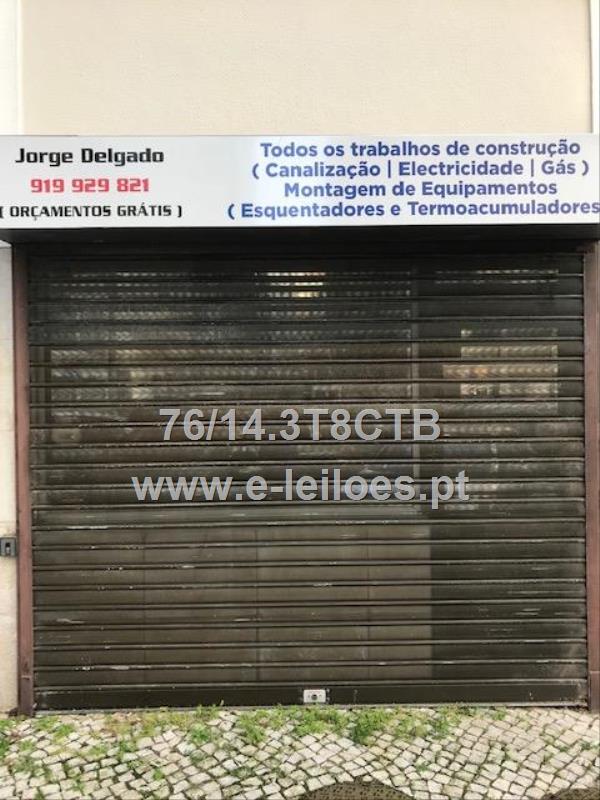 Jorge Delgado
919 929 821
( ORÇAMENTOS GRÁTIS )
Todos os trabalhos de construção
( Canalização | Electricidade | Gás )
Montagem de Equipamentos
( Esquentadores e Termoacumuladores
76/14.3T8CTB
www.e-leiloes.pt